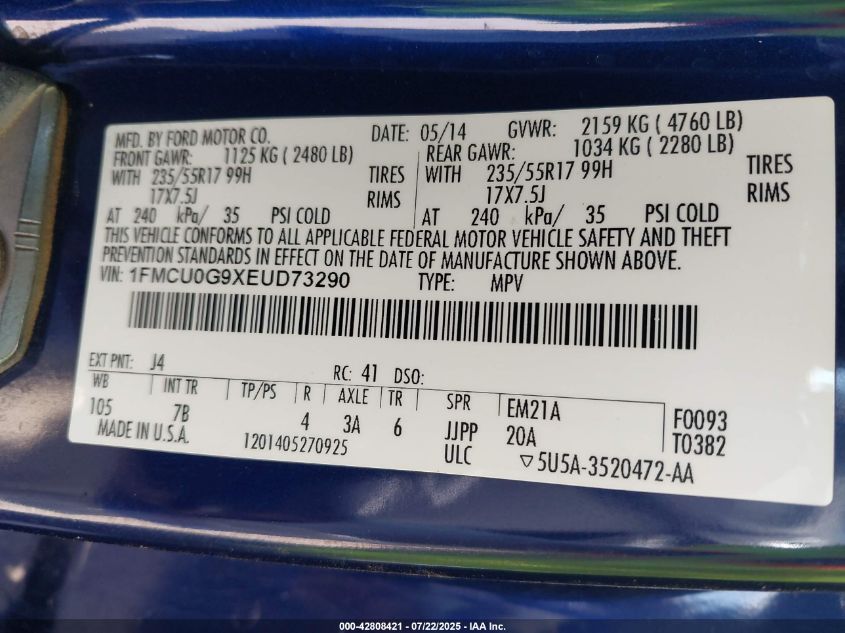 MFD. BY FORD MOTOR CO. DATE: 05/14 GVWR: 2159 KG ( 4760 LB)
FRONT GAWR: 1125 KG ( 2480 LB) REAR GAWR: 1034 KG ( 2280 LB)
WITH 235/55R17 99H TIRES WITH 235/55R17 99H TIRES
17X7.5J RIMS 17X7.5J RIMS
AT 240 kPa/ 35 PSI COLD AT 240 kPa/ 35 PSI COLD
THIS VEHICLE CONFORMS TO ALL APPLICABLE FEDERAL MOTOR VEHICLE SAFETY AND THEFT
PREVENTION STANDARDS IN EFFECT ON THE DATE OF MANUFACTURE SHOWN ABOVE.
VIN: 1FMCU0G9XEUD73290 TYPE: MPV
EXT PNT: J4 RC: 41 DSO:
WB INT TR TP/PS R AXLE TR SPR EM21A F0093
105 7B 4 3A 6 JJPP 20A T0382
MADE IN U.S.A. 1201405270925 ULC ▽5U5A-3520472-AA
000-42808421 - 07/22/2025 - IAA Inc.